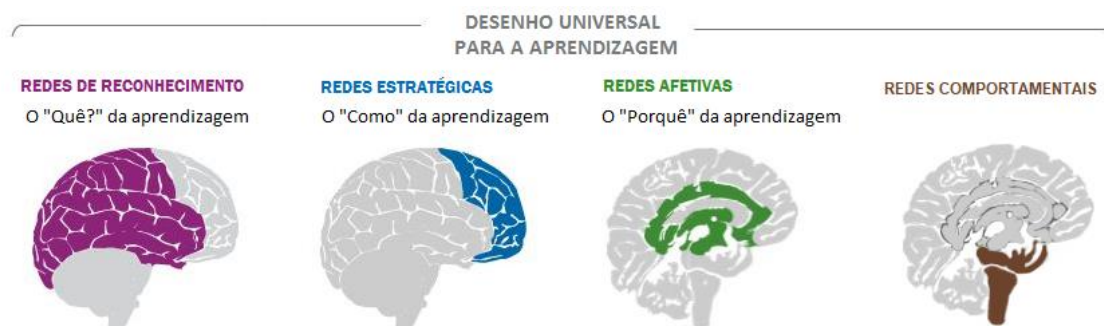 DESENHO UNIVERSAL
PARA A APRENDIZAGEM
REDES DE RECONHECIMENTO
O "Quê?" da aprendizagem
REDES ESTRATÉGICAS
O "Como" da aprendizagem
REDES AFETIVAS
O "Porquê" da aprendizagem
REDES COMPORTAMENTAIS